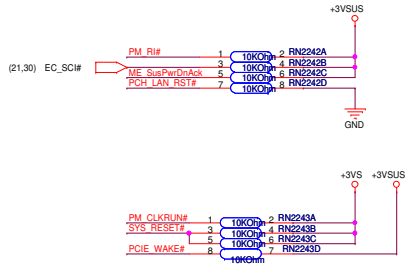 +3VSUS
PM_RI# 1 10KOhm 2 RN2242A
(21,30) EC_SCI# 3 10KOhm 4 RN2242B
ME_SusPwrDnAck 5 10KOhm 6 RN2242C
PCH_LAN_RST# 7 10KOhm 8 RN2242D
GND
+3VS +3VSUS
PM_CLKRUN# 1 10KOhm 2 RN2243A
SYS_RESET# 3 10KOhm 4 RN2243B
5 10KOhm 6 RN2243C
PCIE_WAKE# 8 7 RN2243D
10KOhm